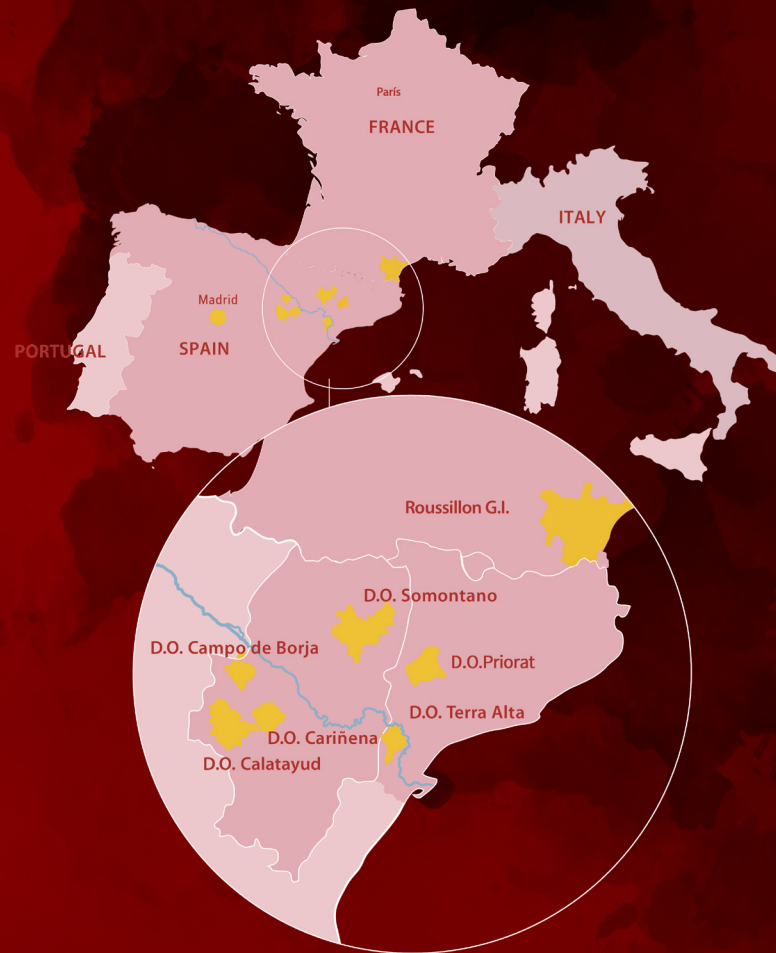 París
FRANCE
ITALY
Madrid
PORTUGAL
SPAIN
Roussillon G.I.
D.O. Somontano
D.O. Campo de Borja
D.O.Priorat
D.O. Terra Alta
D.O. Cariñena
D.O. Calatayud